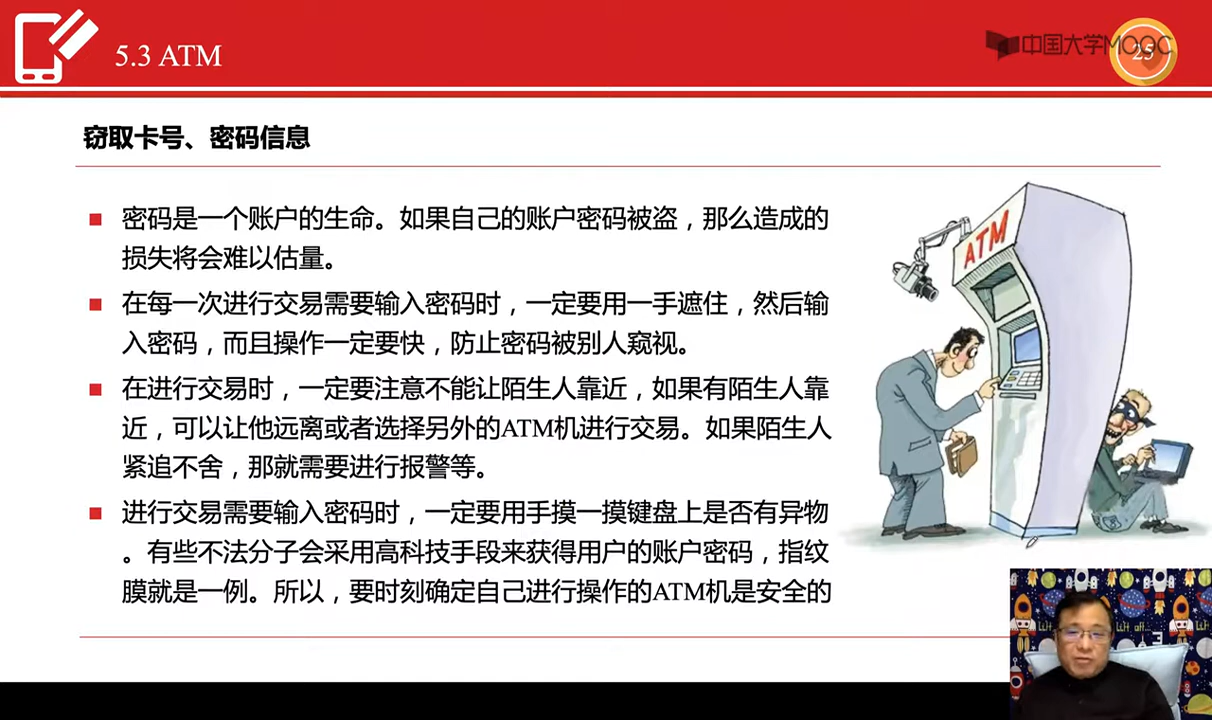 5.3 ATM
中国大学MOOC
25
窃取卡号、密码信息
密码是一个账户的生命。如果自己的账户密码被盗，那么造成的
损失将会难以估量。
在每一次进行交易需要输入密码时，一定要用一手遮住，然后输
入密码，而且操作一定要快，防止密码被别人窥视。
在进行交易时，一定要注意不能让陌生人靠近，如果有陌生人靠
近，可以让他远离或者选择另外的ATM机进行交易。如果陌生人
紧追不舍，那就需要进行报警等。
进行交易需要输入密码时，一定要用手摸一摸键盘上是否有异物
。有些不法分子会采用高科技手段来获得用户的账户密码，指纹
膜就是一例。所以，要时刻确定自己进行操作的ATM机是安全的
ATM